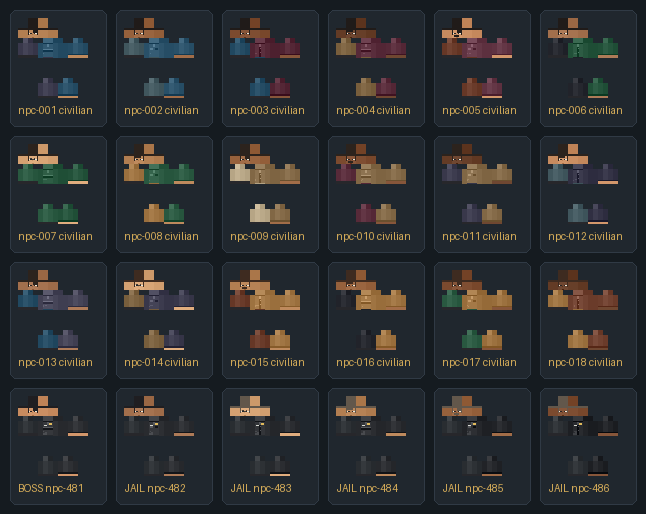 npc-001 civilian
npc-002 civilian
npc-003 civilian
npc-004 civilian
npc-005 civilian
npc-006 civilian
npc-007 civilian
npc-008 civilian
npc-009 civilian
npc-010 civilian
npc-011 civilian
npc-012 civilian
npc-013 civilian
npc-014 civilian
npc-015 civilian
npc-016 civilian
npc-017 civilian
npc-018 civilian
BOSS npc-481
JAIL npc-482
JAIL npc-483
JAIL npc-484
JAIL npc-485
JAIL npc-486